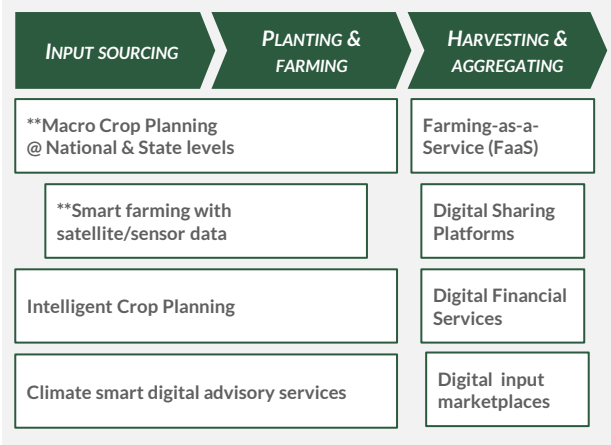 INPUT SOURCING
PLANTING &
FARMING
HARVESTING &
AGGREGATING
**Macro Crop Planning
@ National & State levels
Farming-as-a-
Service (FaaS)
**Smart farming with
satellite/sensor data
Digital Sharing
Platforms
Intelligent Crop Planning
Digital Financial
Services
Climate smart digital advisory services
Digital input
marketplaces